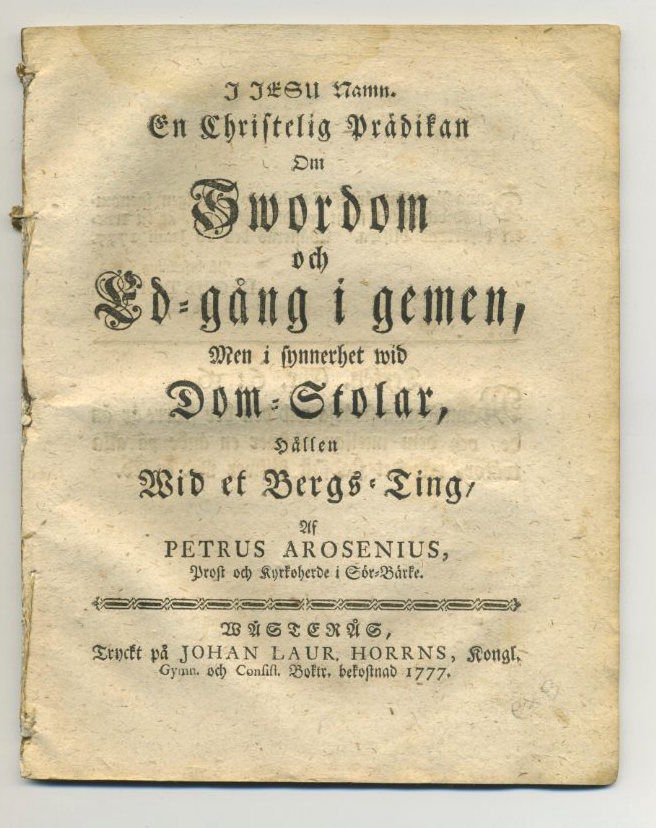 I JESU Namn.
En Christelig Prädikan
Om
Swordom
och
Ed-gång i gemen,
Men i synnerhet wid
Dom-Stolar,
Hållen
Wid et Bergs-Ting,
Af
PETRUS AROSENIUS,
Prost och Kyrkoherde i Sör-Bärke.
WÄSTERÅS,
Tryckt på JOHAN LAUR. HORRNS, Kongl.
Gymn. och Consist. Boktr. bekostnad 1777.